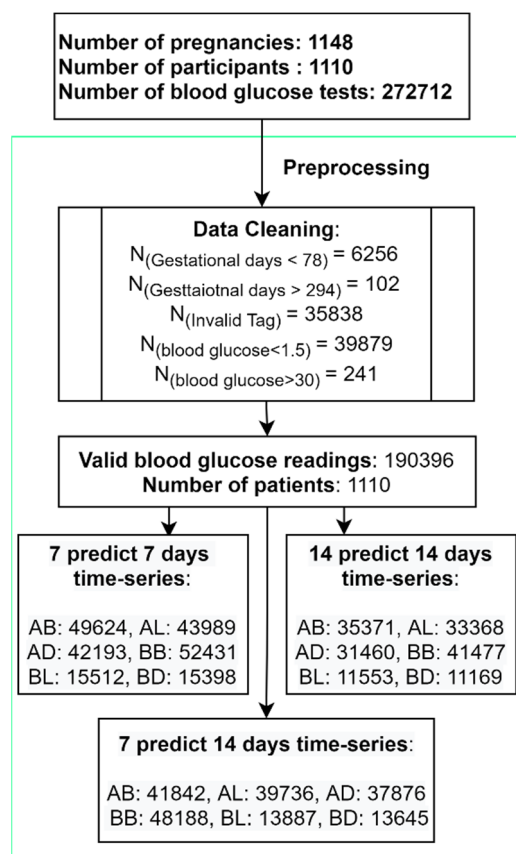 Number of pregnancies: 1148
Number of participants : 1110
Number of blood glucose tests: 272712
Preprocessing
Data Cleaning:
N(Gestational days < 78) = 6256
N(Gesttaiotnal days > 294) = 102
N(Invalid Tag) = 35838
N(blood glucose<1.5) = 39879
N(blood glucose>30) = 241
Valid blood glucose readings: 190396
Number of patients: 1110
7 predict 7 days
time-series:
AB: 49624, AL: 43989
AD: 42193, BB: 52431
BL: 15512, BD: 15398
14 predict 14 days
time-series:
AB: 35371, AL: 33368
AD: 31460, BB: 41477
BL: 11553, BD: 11169
7 predict 14 days time-series:
AB: 41842, AL: 39736, AD: 37876
BB: 48188, BL: 13887, BD: 13645